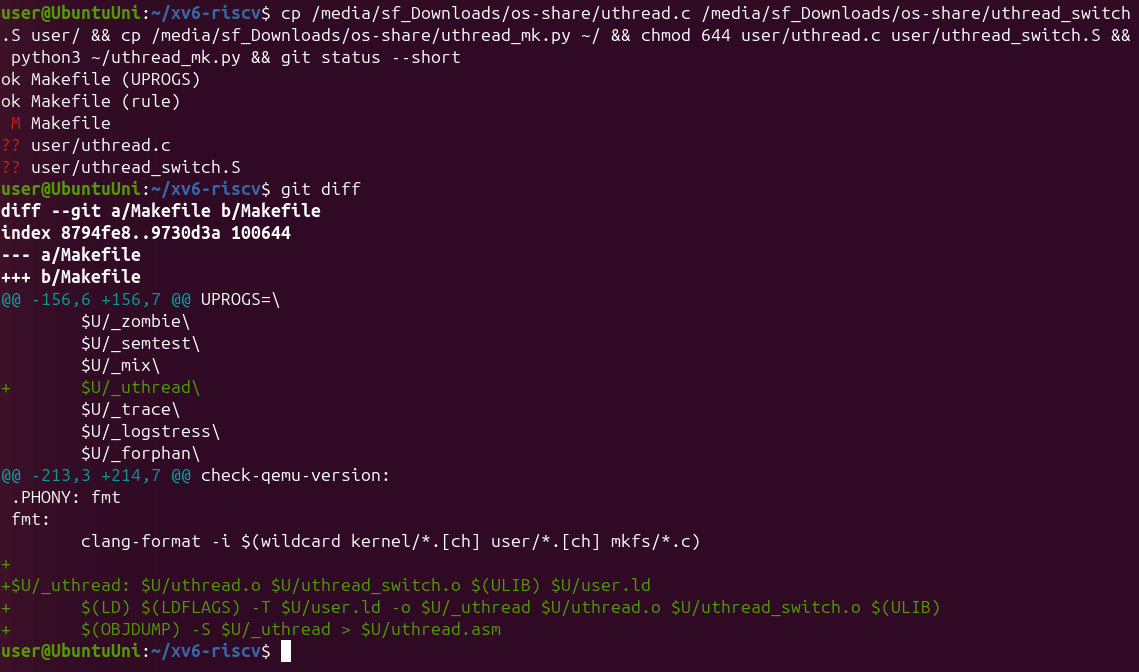 user@UbuntuUni:~/xv6-riscv$ cp /media/sf_Downloads/os-share/uthread.c /media/sf_Downloads/os-share/uthread_switch
.S user/ && cp /media/sf_Downloads/os-share/uthread_mk.py ~/ && chmod 644 user/uthread.c user/uthread_switch.S &&
 python3 ~/uthread_mk.py && git status --short
ok Makefile (UPROGS)
ok Makefile (rule)
 M Makefile
?? user/uthread.c
?? user/uthread_switch.S
user@UbuntuUni:~/xv6-riscv$ git diff
diff --git a/Makefile b/Makefile
index 8794fe8..9730d3a 100644
--- a/Makefile
+++ b/Makefile
@@ -156,6 +156,7 @@ UPROGS=\
        $U/_zombie\
        $U/_semtest\
        $U/_mix\
+       $U/_uthread\
        $U/_trace\
        $U/_logstress\
        $U/_forphan\
@@ -213,3 +214,7 @@ check-qemu-version:
 .PHONY: fmt
 fmt:
        clang-format -i $(wildcard kernel/*.[ch] user/*.[ch] mkfs/*.c)
+
+$U/_uthread: $U/uthread.o $U/uthread_switch.o $(ULIB) $U/user.ld
+       $(LD) $(LDFLAGS) -T $U/user.ld -o $U/_uthread $U/uthread.o $U/uthread_switch.o $(ULIB)
+       $(OBJDUMP) -S $U/_uthread > $U/uthread.asm
user@UbuntuUni:~/xv6-riscv$